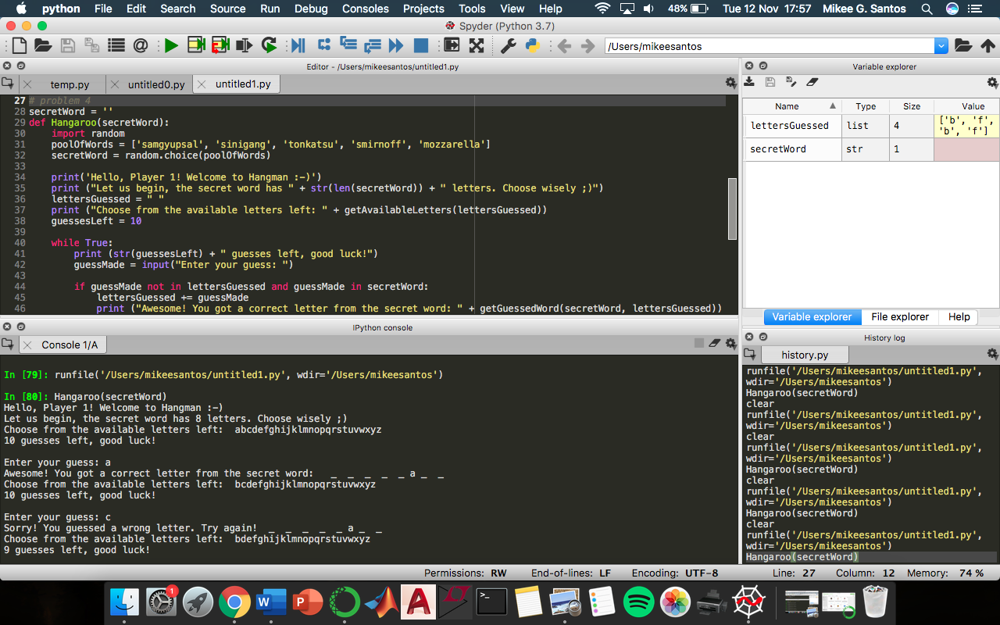 python File Edit Search Source Run Debug Consoles Projects Tools View Help 48% Tue 12 Nov 17:57 Mikee G. Santos
Spyder (Python 3.7)
/Users/mikeesantos
Editor - /Users/mikeesantos/untitled1.py
temp.py untitled0.py untitled1.py
27 # problem 4
28 secretWord = ''
29 def Hangaroo(secretWord):
30 import random
31 poolOfWords = ['samgyupsal', 'sinigang', 'tonkatsu', 'smirnoff', 'mozzarella']
32 secretWord = random.choice(poolOfWords)
33
34 print('Hello, Player 1! Welcome to Hangman :-)')
35 print ("Let us begin, the secret word has " + str(len(secretWord)) + " letters. Choose wisely ;)")
36 lettersGuessed = " "
37 print ("Choose from the available letters left: " + getAvailableLetters(lettersGuessed))
38 guessesLeft = 10
39
40 while True:
41 print (str(guessesLeft) + " guesses left, good luck!")
42 guessMade = input("Enter your guess: ")
43
44 if guessMade not in lettersGuessed and guessMade in secretWord:
45 lettersGuessed += guessMade
46 print ("Awesome! You got a correct letter from the secret word: " + getGuessedWord(secretWord, lettersGuessed))
IPython console
Console 1/A
In [79]: runfile('/Users/mikeesantos/untitled1.py', wdir='/Users/mikeesantos')
In [80]: Hangaroo(secretWord)
Hello, Player 1! Welcome to Hangman :-)
Let us begin, the secret word has 8 letters. Choose wisely ;)
Choose from the available letters left:  abcdefghijklmnopqrstuvwxyz
10 guesses left, good luck!
Enter your guess: a
Awesome! You got a correct letter from the secret word:   _ _ _ _ _ a _ _
Choose from the available letters left:  bcdefghijklmnopqrstuvwxyz
10 guesses left, good luck!
Enter your guess: c
Sorry! You guessed a wrong letter. Try again!  _ _ _ _ _ a _ _
Choose from the available letters left:  bdefghijklmnopqrstuvwxyz
9 guesses left, good luck!
Variable explorer
Name Type Size Value
lettersGuessed list 4 ['b', 'f',
'b', 'f']
secretWord str 1
Variable explorer File explorer Help
History log
history.py
runfile('/Users/mikeesantos/untitled1.py',
wdir='/Users/mikeesantos')
Hangaroo(secretWord)
clear
runfile('/Users/mikeesantos/untitled1.py',
wdir='/Users/mikeesantos')
clear
runfile('/Users/mikeesantos/untitled1.py',
wdir='/Users/mikeesantos')
Hangaroo(secretWord)
clear
runfile('/Users/mikeesantos/untitled1.py',
wdir='/Users/mikeesantos')
Hangaroo(secretWord)
clear
runfile('/Users/mikeesantos/untitled1.py',
wdir='/Users/mikeesantos')
Hangaroo(secretWord)
Permissions: RW End-of-lines: LF Encoding: UTF-8 Line: 27 Column: 12 Memory: 74 %
1
W
P
A
>_